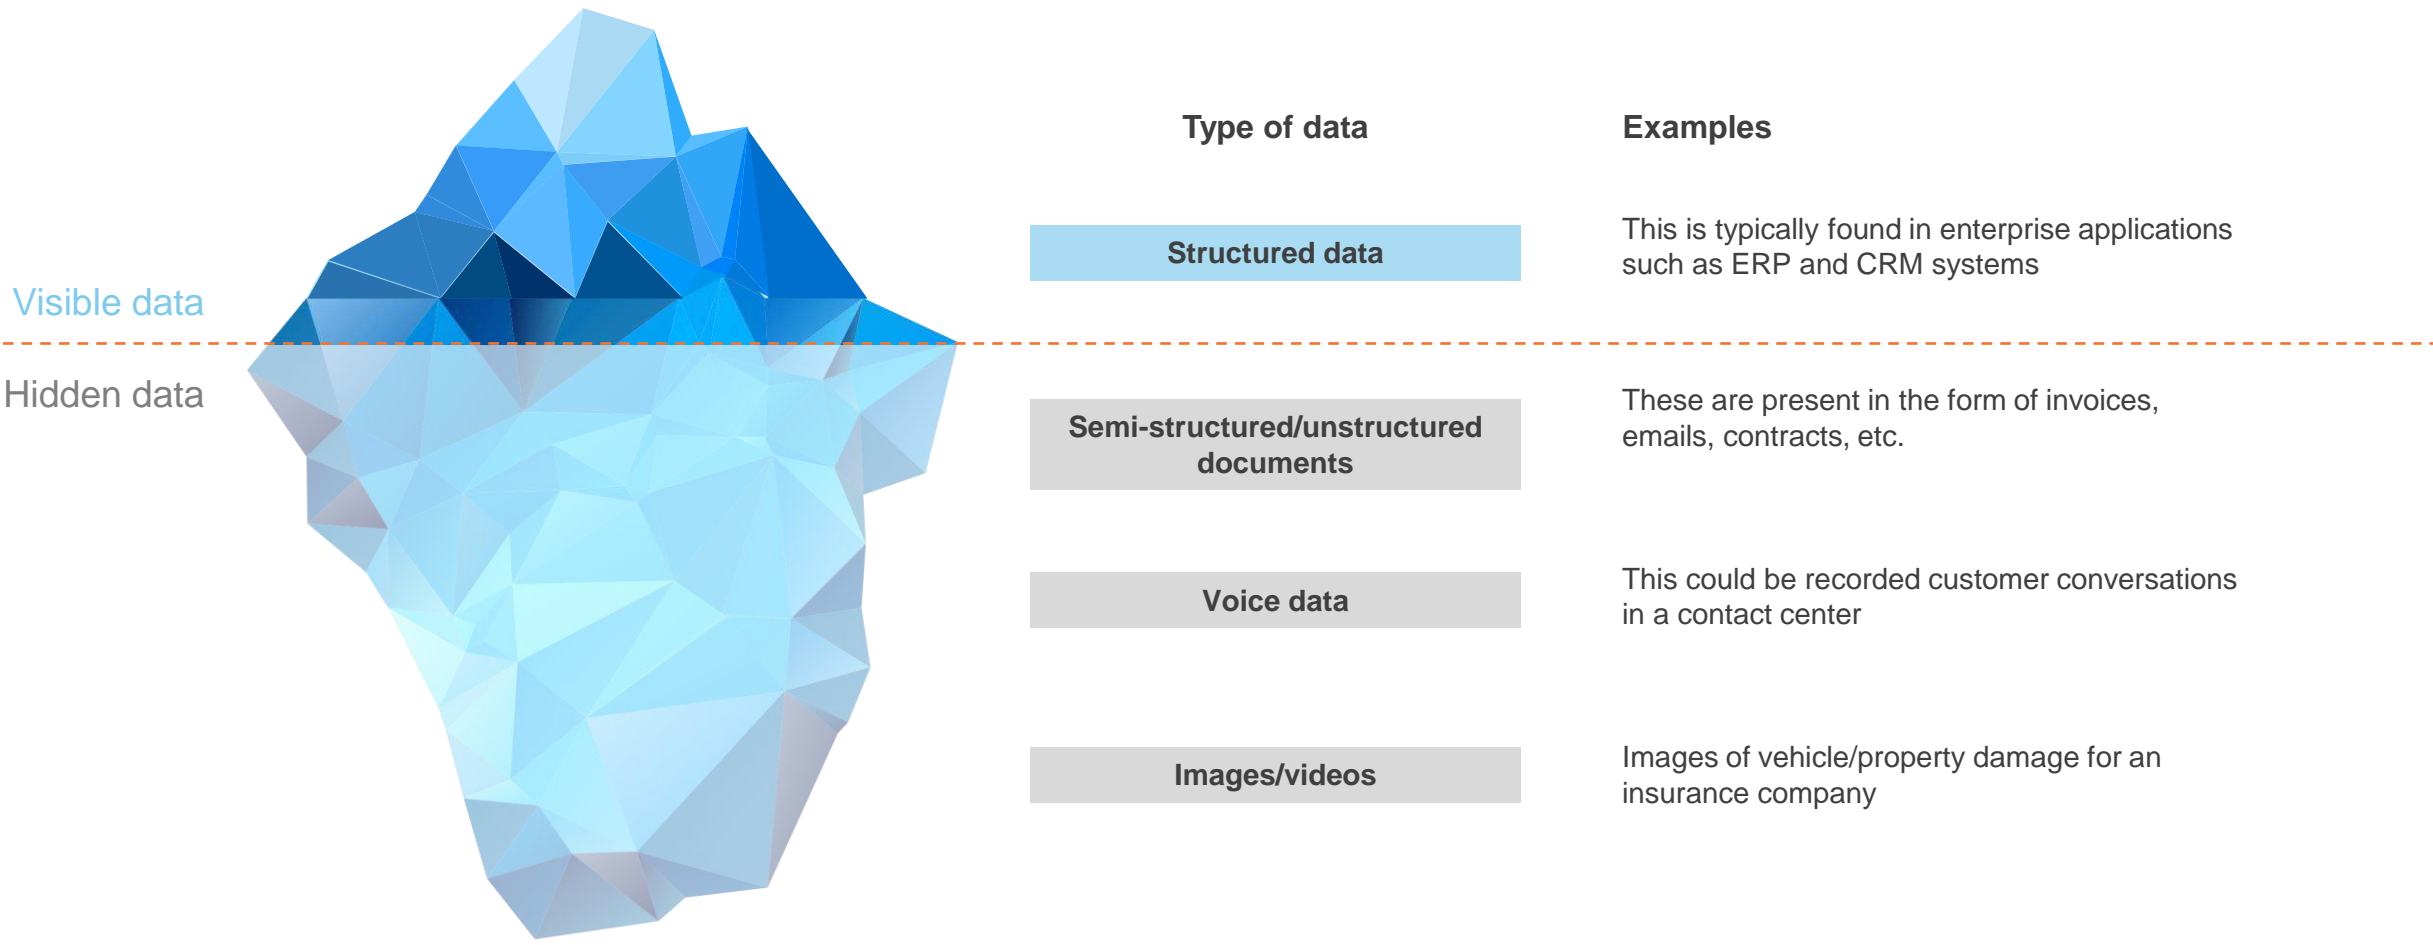 Type of data
Examples
Visible data
Structured data
This is typically found in enterprise applications
such as ERP and CRM systems
Hidden data
Semi-structured/unstructured
documents
These are present in the form of invoices,
emails, contracts, etc.
Voice data
This could be recorded customer conversations
in a contact center
Images/videos
Images of vehicle/property damage for an
insurance company